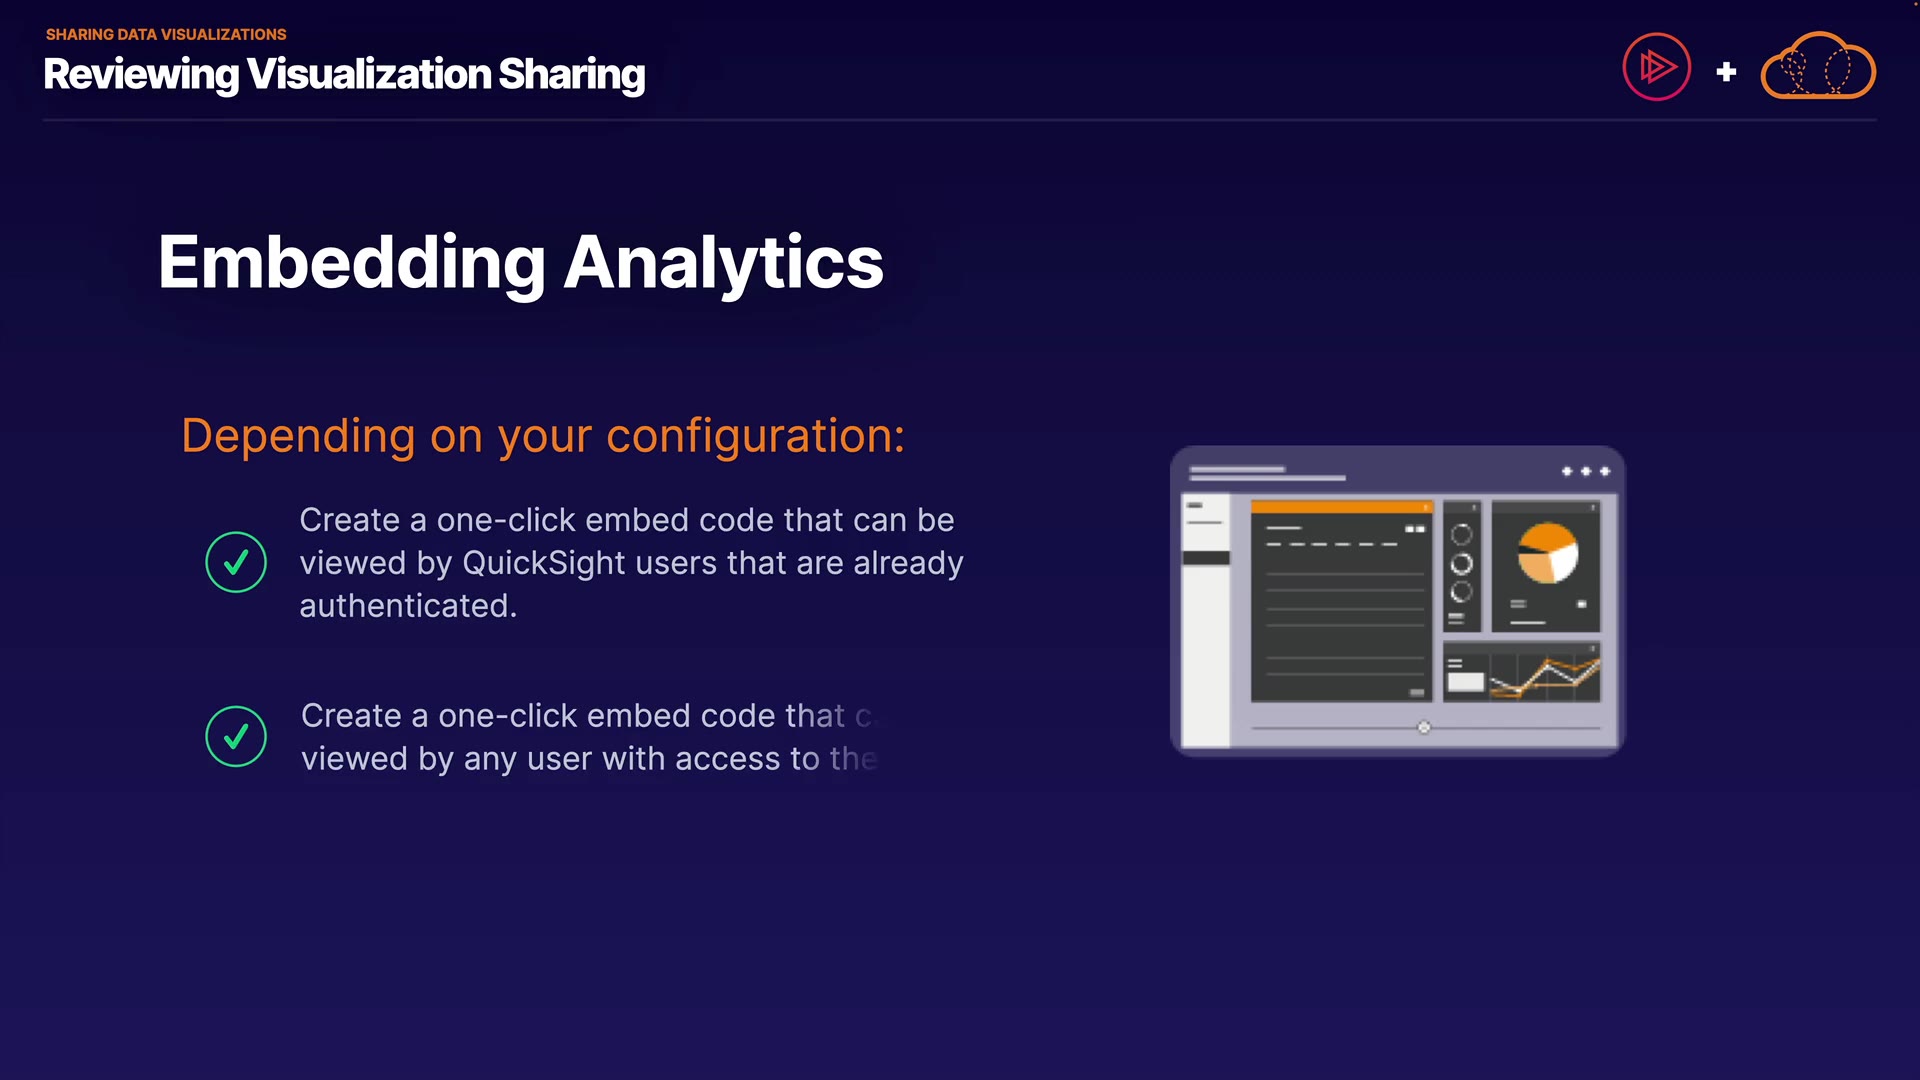 SHARING DATA VISUALIZATIONS
Reviewing Visualization Sharing
Embedding Analytics
Depending on your configuration:
Create a one-click embed code that can be
viewed by QuickSight users that are already
authenticated.
Create a one-click embed code that
viewed by any user with access to the